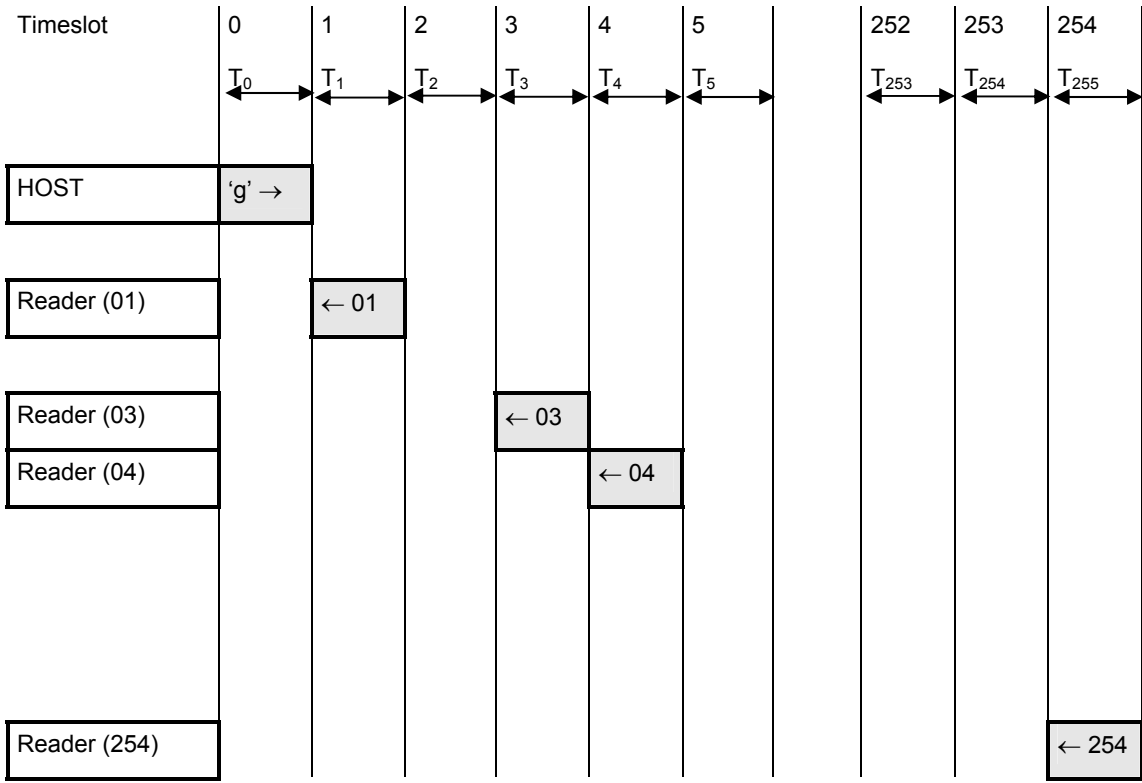 Timeslot 0 1 2 3 4 5 252 253 254
T₀ T₁ T₂ T₃ T₄ T₅ T₂₅₃ T₂₅₄ T₂₅₅
HOST ‘g’ →
Reader (01) ← 01
Reader (03) ← 03
Reader (04) ← 04
Reader (254) ← 254